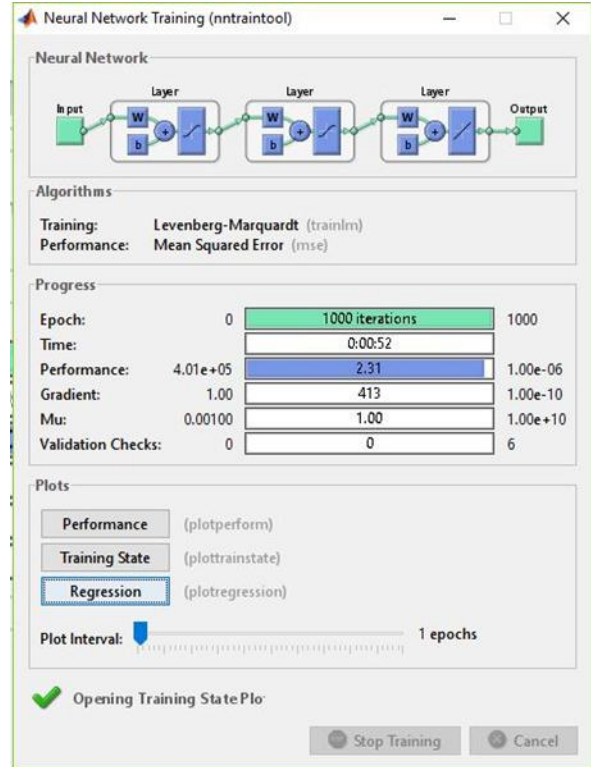 Neural Network Training (nntraintool)
Neural Network
Layer Layer Layer
Input Output
W W W
+ + +
b b b
Algorithms
Training: Levenberg-Marquardt (trainlm)
Performance: Mean Squared Error (mse)
Progress
Epoch: 0 1000 iterations 1000
Time: 0:00:52
Performance: 4.01e+05 2.31 1.00e-06
Gradient: 1.00 413 1.00e-10
Mu: 0.00100 1.00 1.00e+10
Validation Checks: 0 0 6
Plots
Performance (plotperform)
Training State (plottrainstate)
Regression (plotregression)
Plot Interval: 1 epochs
Opening Training State Plo
Stop Training Cancel